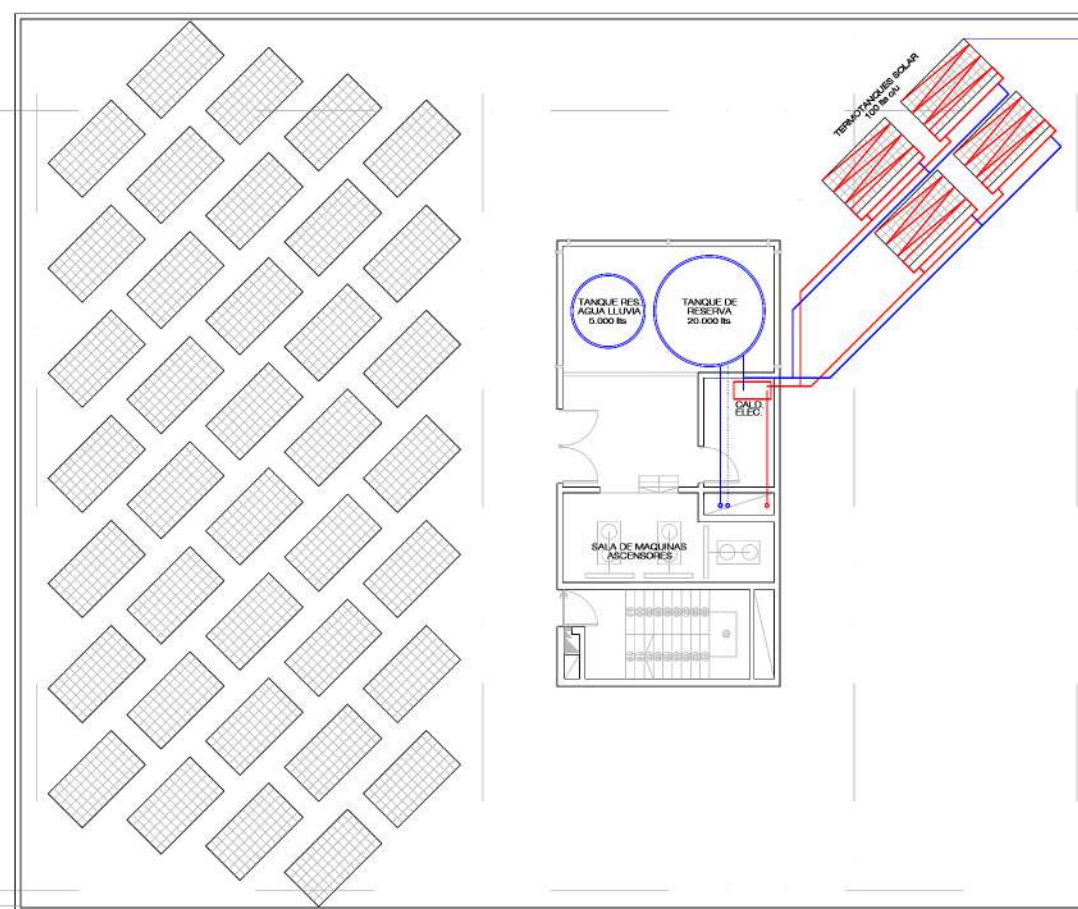 TERMOTANQUES SOLAR
100 lts c/u
TANQUE RES.
AGUA LLUVIA
5.000 lts
TANQUE DE
RESERVA
20.000 lts
CALD.
ELEC.
SALA DE MAQUINAS
ASCENSORES